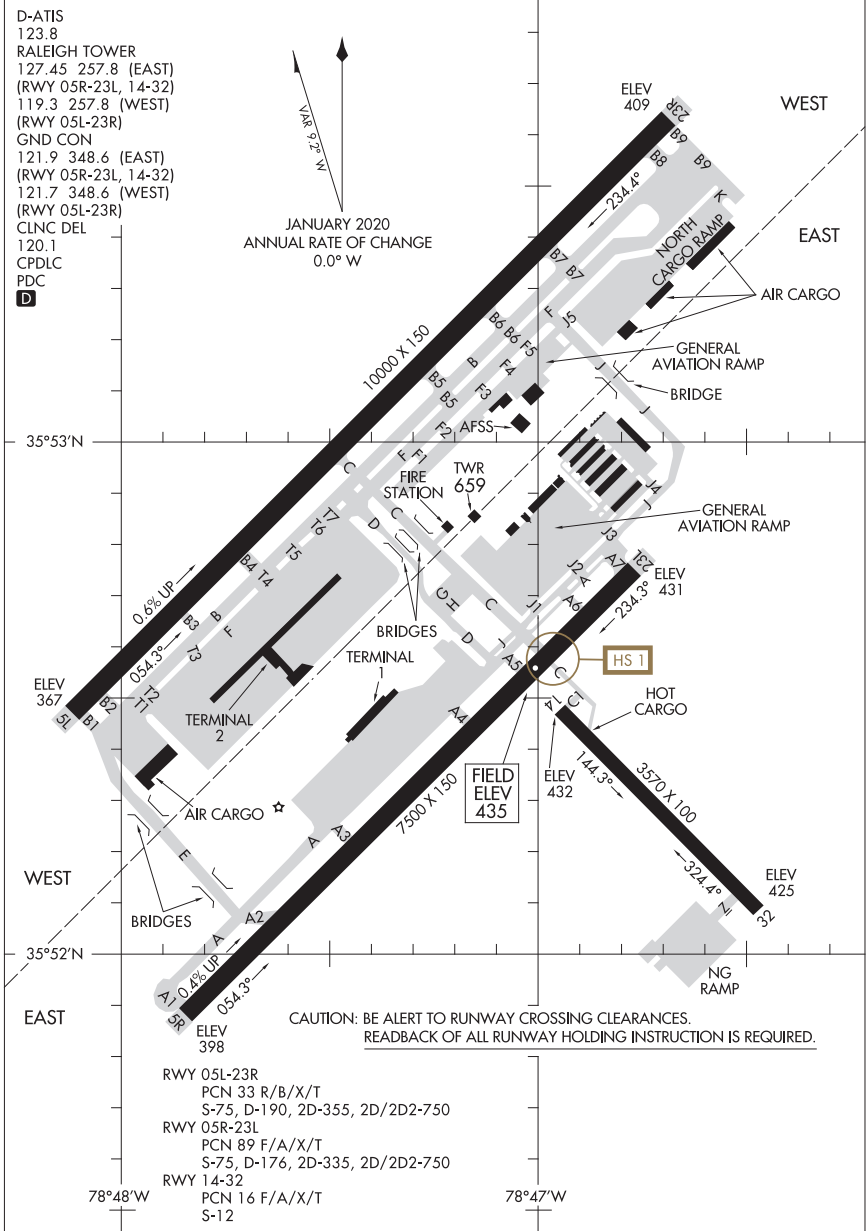 D-ATIS
123.8
RALEIGH TOWER
127.45 257.8 (EAST)
(RWY 05R-23L, 14-32)
119.3 257.8 (WEST)
(RWY 05L-23R)
GND CON
121.9 348.6 (EAST)
(RWY 05R-23L, 14-32)
121.7 348.6 (WEST)
(RWY 05L-23R)
CLNC DEL
120.1
CPDLC
PDC
D
VAR 9.2° W
JANUARY 2020
ANNUAL RATE OF CHANGE
0.0° W
ELEV
409
23R
WEST
EAST
B9
B9
B8
K
234.4°
NORTH
CARGO RAMP
AIR CARGO
B7
B7
F
J5
10000 X 150
B6
B6
F5
B
F4
GENERAL
AVIATION RAMP
J
BRIDGE
B5
B5
F3
J
F2
AFSS
35°53'N
C
F
F1
FIRE
STATION
TWR
659
J4
J
GENERAL
AVIATION RAMP
T7
T6
D
C
J3
T5
B4
T4
J2
A
A7
23L
ELEV
431
0.6% UP
G
H
C
J1
A6
234.3°
B3
B
F
BRIDGES
D
054.3°
T3
TERMINAL
1
A5
C
HS 1
ELEV
367
B2
T2
T1
5L
B1
TERMINAL
2
A4
14
C1
HOT
CARGO
FIELD
ELEV
435
ELEV
432
144.3°
3570 X 100
7500 X 150
AIR CARGO
A
A3
E
WEST
BRIDGES
324.4°
ELEV
425
A2
A
32
35°52'N
0.4% UP
054.3°
NG
RAMP
A1
5R
EAST
ELEV
398
CAUTION: BE ALERT TO RUNWAY CROSSING CLEARANCES.
READBACK OF ALL RUNWAY HOLDING INSTRUCTION IS REQUIRED.
RWY 05L-23R
PCN 33 R/B/X/T
S-75, D-190, 2D-355, 2D/2D2-750
RWY 05R-23L
PCN 89 F/A/X/T
S-75, D-176, 2D-335, 2D/2D2-750
RWY 14-32
PCN 16 F/A/X/T
S-12
78°48'W
78°47'W